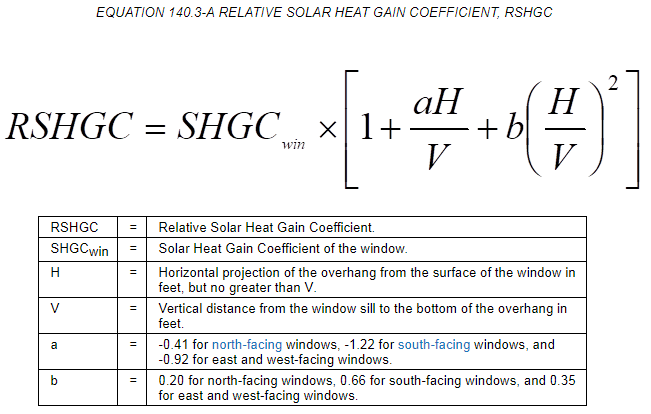 EQUATION 140.3-A RELATIVE SOLAR HEAT GAIN COEFFICIENT, RSHGC
RSHGC = SHGC_win × [1 + aH/V + b(H/V)²]
RSHGC = Relative Solar Heat Gain Coefficient.
SHGCwin = Solar Heat Gain Coefficient of the window.
H = Horizontal projection of the overhang from the surface of the window in
feet, but no greater than V.
V = Vertical distance from the window sill to the bottom of the overhang in
feet.
a = -0.41 for north-facing windows, -1.22 for south-facing windows, and
-0.92 for east and west-facing windows.
b = 0.20 for north-facing windows, 0.66 for south-facing windows, and 0.35
for east and west-facing windows.